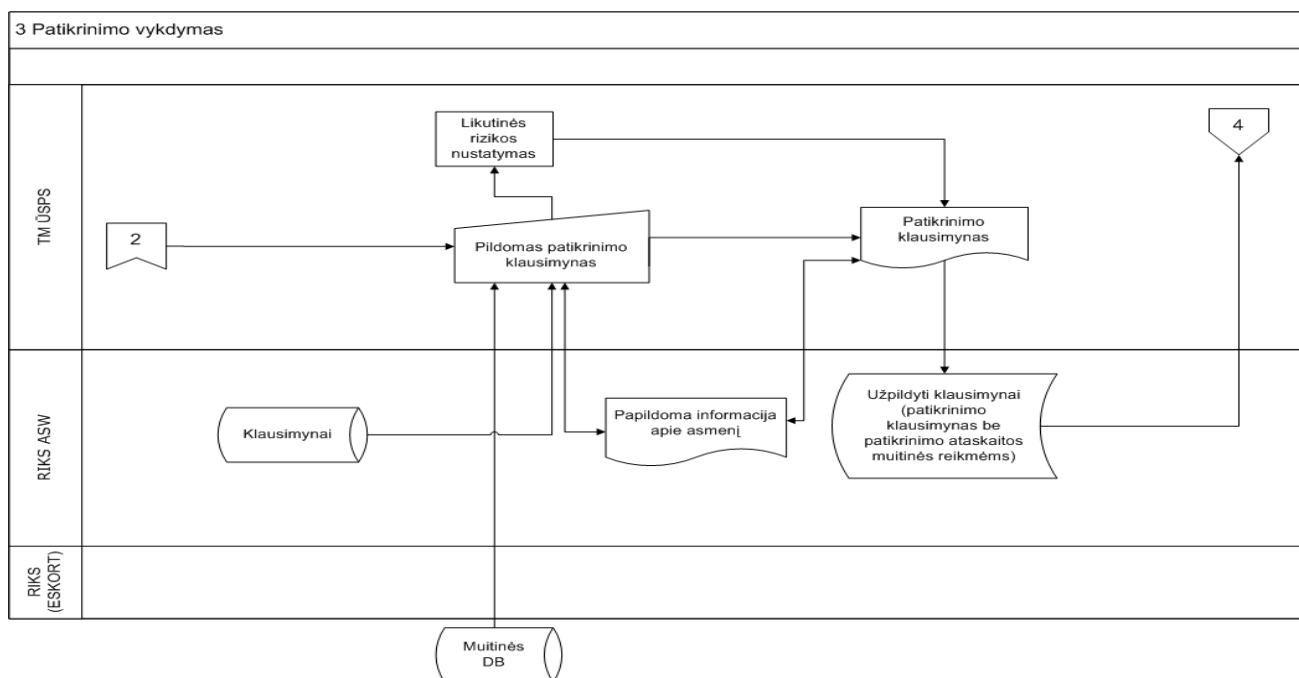 3 Patikrinimo vykdymas
TM ŪSPS
Likutinės
rizikos
nustatymas
4
2
Pildomas patikrinimo
klausimynas
Patikrinimo
klausimynas
RIKS ASW
Klausimynai
Papildoma informacija
apie asmenį
Užpildyti klausimynai
(patikrinimo
klausimynas be
patikrinimo ataskaitos
muitinės reikmėms)
RIKS
(ESKORT)
Muitinės
DB